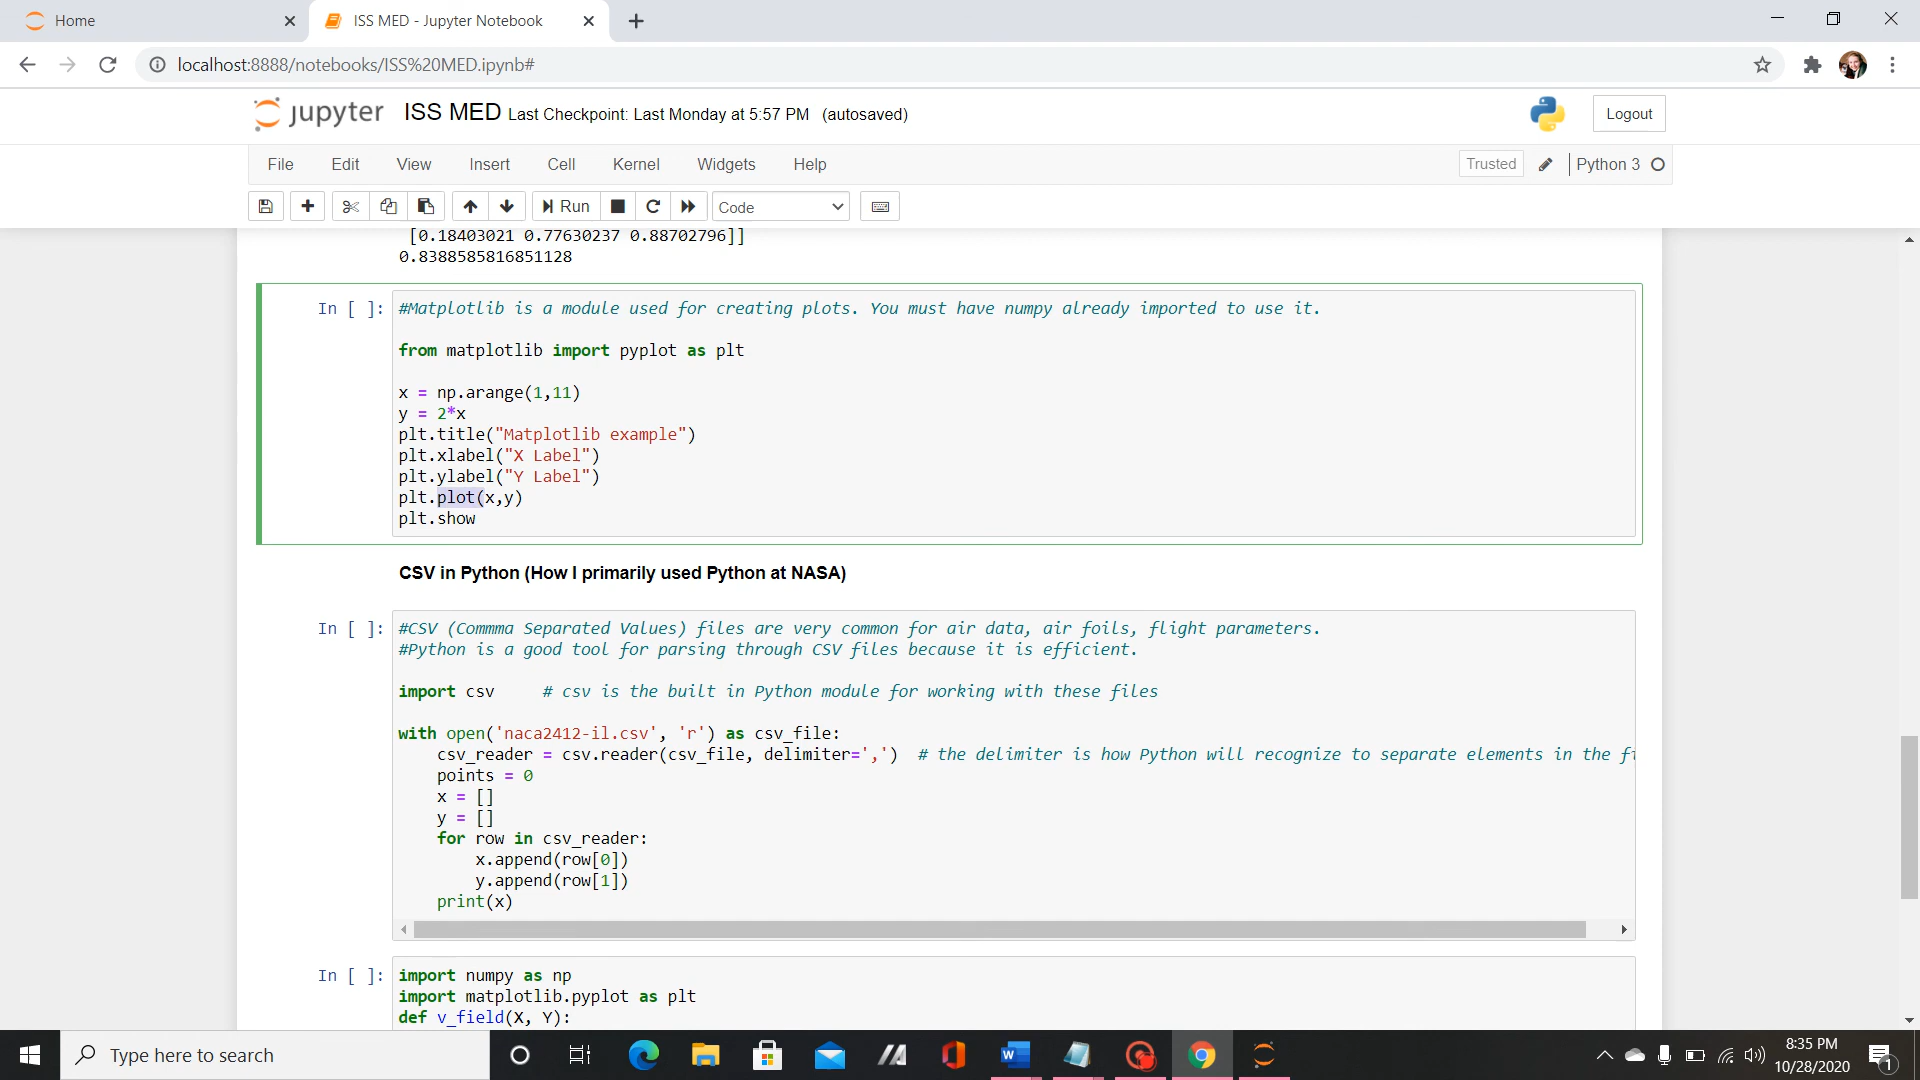 Home
ISS MED - Jupyter Notebook
localhost:8888/notebooks/ISS%20MED.ipynb#
jupyter ISS MED Last Checkpoint: Last Monday at 5:57 PM (autosaved)
Logout
File Edit View Insert Cell Kernel Widgets Help
Trusted Python 3
Run Code
[0.18403021 0.77630237 0.88702796]]
0.8388585816851128
In [ ]: #Matplotlib is a module used for creating plots. You must have numpy already imported to use it.
from matplotlib import pyplot as plt
x = np.arange(1,11)
y = 2*x
plt.title("Matplotlib example")
plt.xlabel("X Label")
plt.ylabel("Y Label")
plt.plot(x,y)
plt.show
CSV in Python (How I primarily used Python at NASA)
In [ ]: #CSV (Commma Separated Values) files are very common for air data, air foils, flight parameters.
#Python is a good tool for parsing through CSV files because it is efficient.
import csv     # csv is the built in Python module for working with these files
with open('naca2412-il.csv', 'r') as csv_file:
    csv_reader = csv.reader(csv_file, delimiter=',')  # the delimiter is how Python will recognize to separate elements in the
    points = 0
    x = []
    y = []
    for row in csv_reader:
        x.append(row[0])
        y.append(row[1])
    print(x)
In [ ]: import numpy as np
import matplotlib.pyplot as plt
def v_field(X, Y):
Type here to search
8:35 PM
10/28/2020
1